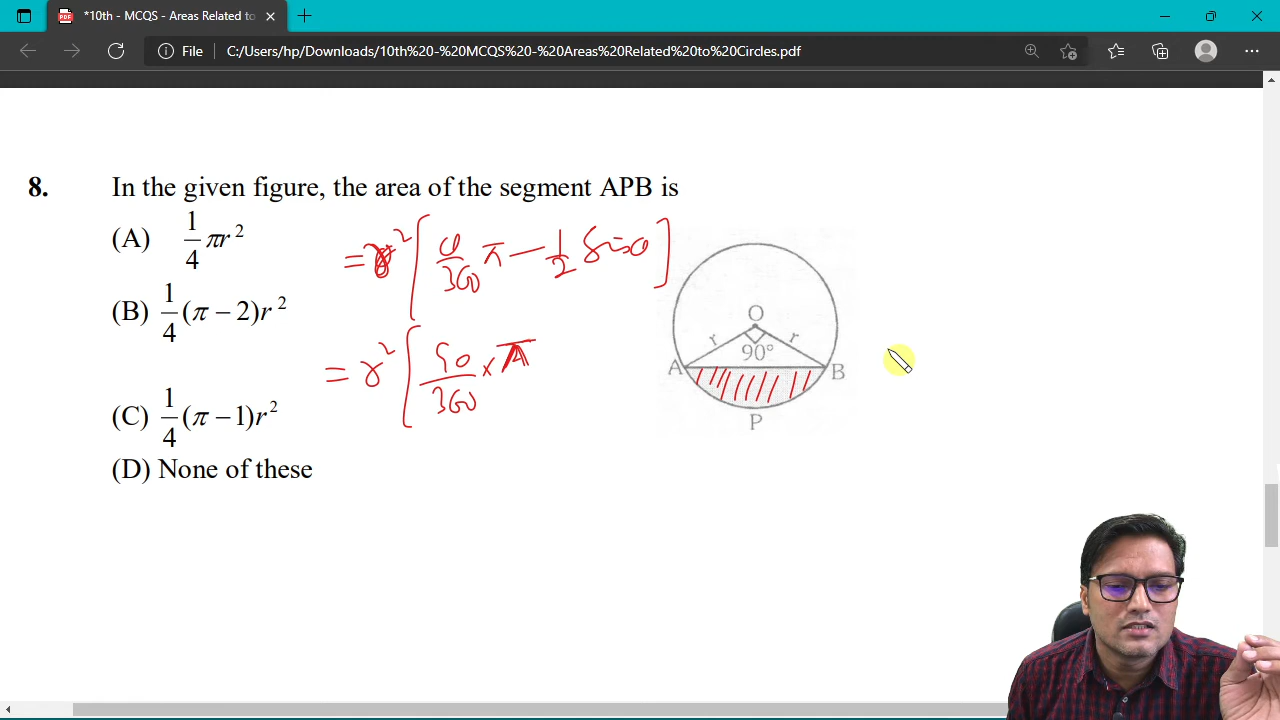 *10th - MCQS - Areas Related to
File
C:/Users/hp/Downloads/10th%20-%20MCQS%20-%20Areas%20Related%20to%20Circles.pdf
8. In the given figure, the area of the segment APB is
(A) 1/4 πr²
(B) 1/4 (π − 2)r²
(C) 1/4 (π − 1)r²
(D) None of these
= r² [ θ/360 π − 1/2 Sinθ ]
= r² [ 90/360 × π
O
r r
90°
A B
P